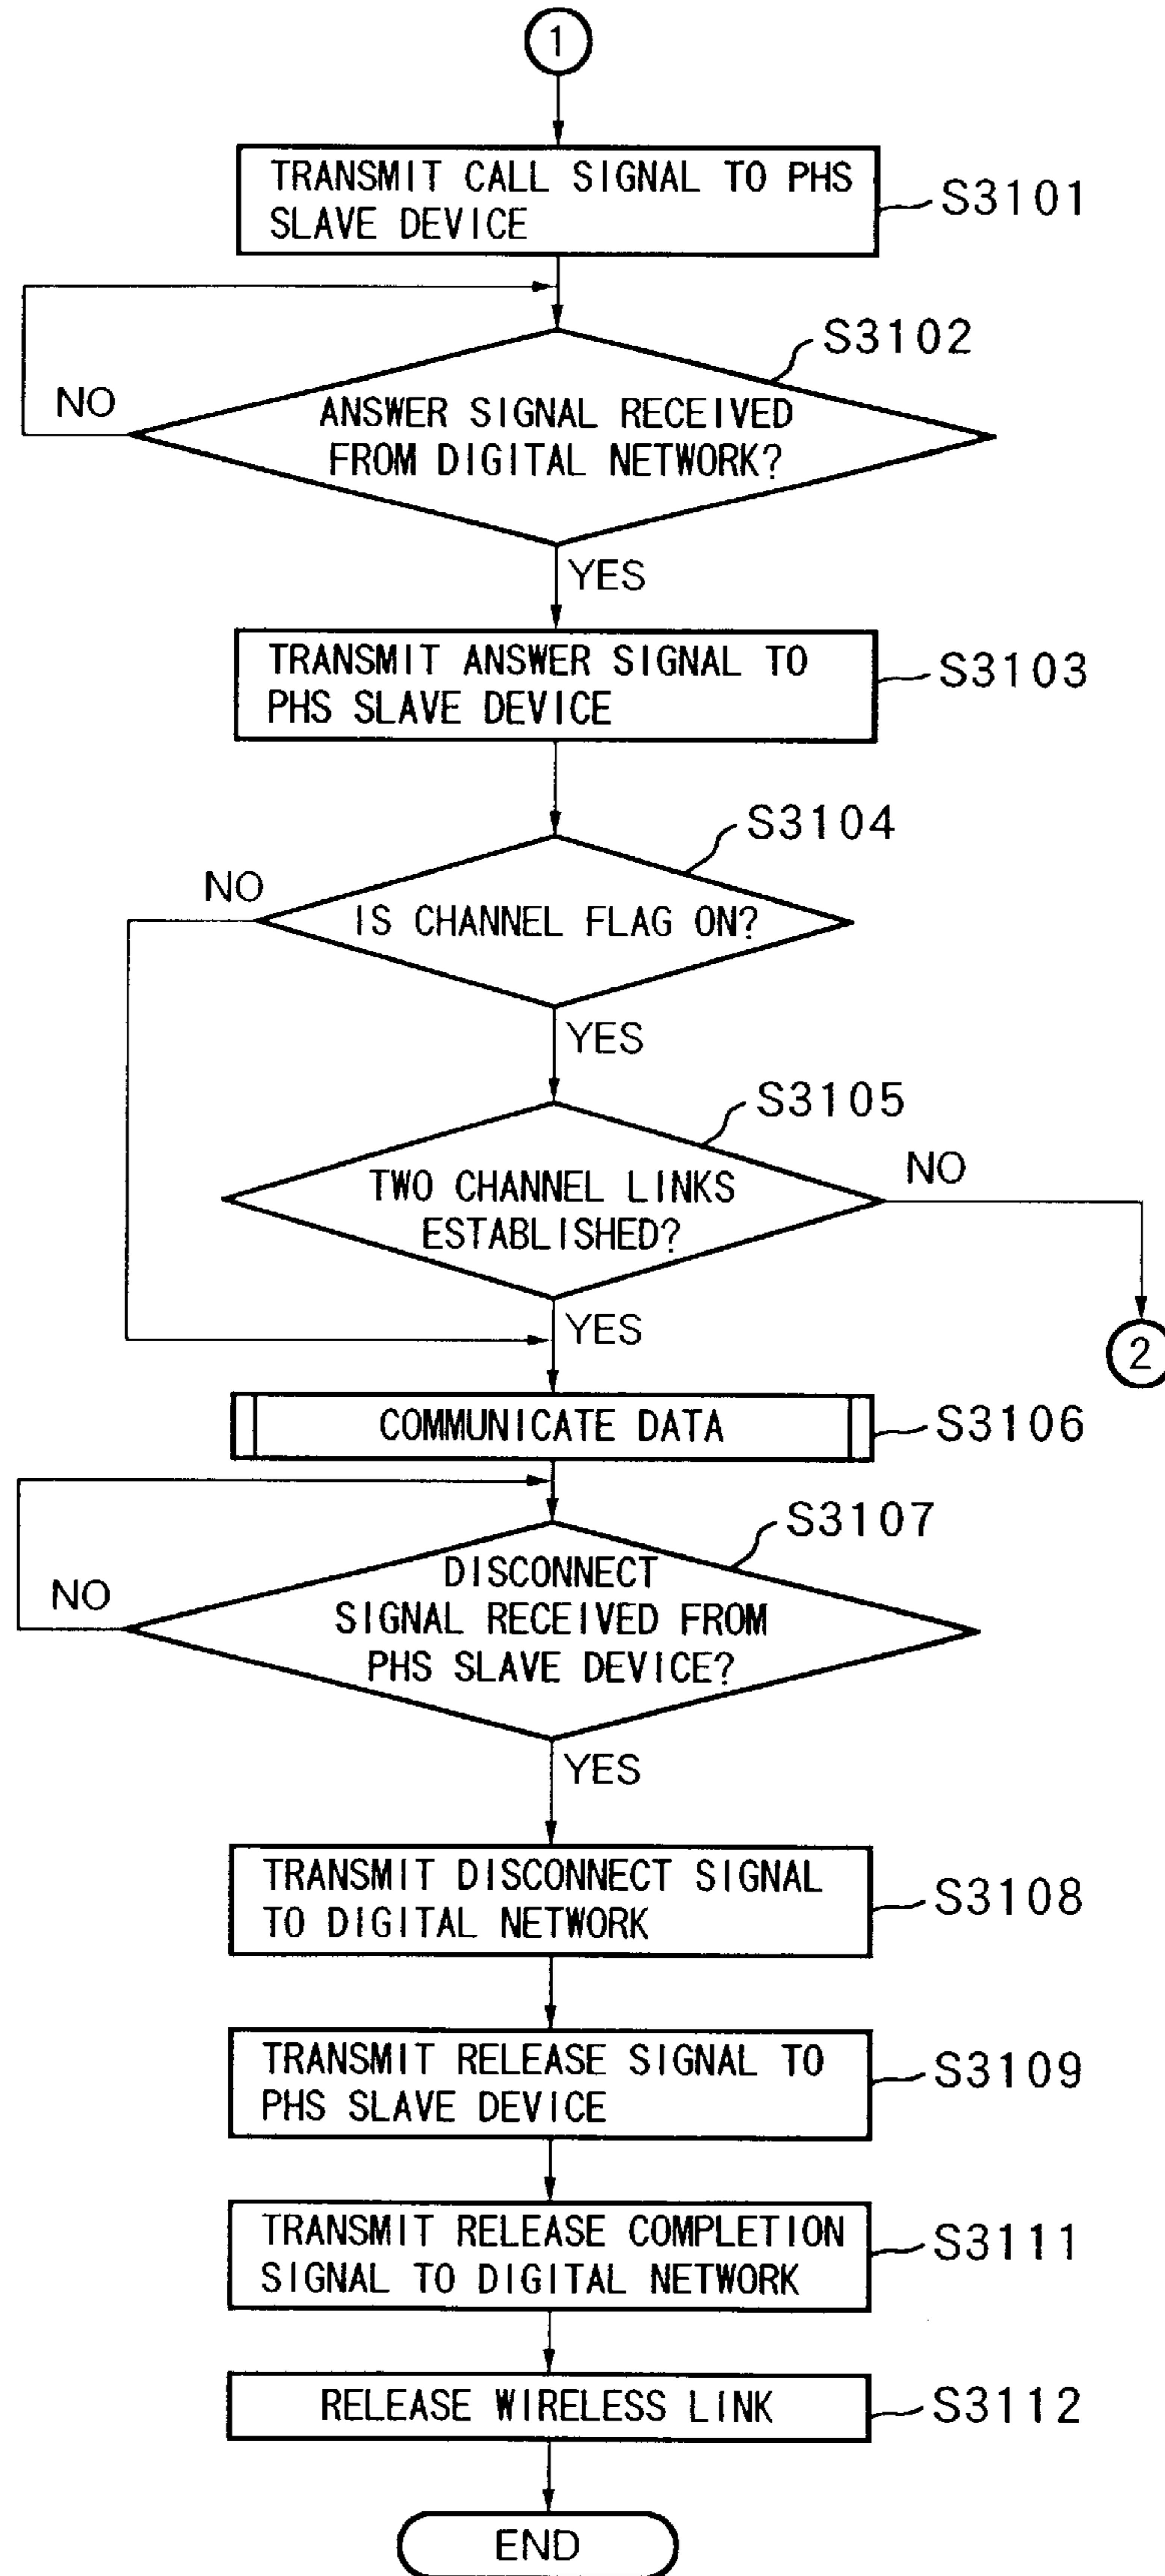 1
TRANSMIT CALL SIGNAL TO PHS
SLAVE DEVICE
S3101
S3102
NO
ANSWER SIGNAL RECEIVED
FROM DIGITAL NETWORK?
YES
TRANSMIT ANSWER SIGNAL TO
PHS SLAVE DEVICE
S3103
S3104
NO
IS CHANNEL FLAG ON?
YES
S3105
NO
TWO CHANNEL LINKS
ESTABLISHED?
YES
2
COMMUNICATE DATA
S3106
S3107
NO
DISCONNECT
SIGNAL RECEIVED FROM
PHS SLAVE DEVICE?
YES
TRANSMIT DISCONNECT SIGNAL
TO DIGITAL NETWORK
S3108
TRANSMIT RELEASE SIGNAL TO
PHS SLAVE DEVICE
S3109
TRANSMIT RELEASE COMPLETION
SIGNAL TO DIGITAL NETWORK
S3111
RELEASE WIRELESS LINK
S3112
END